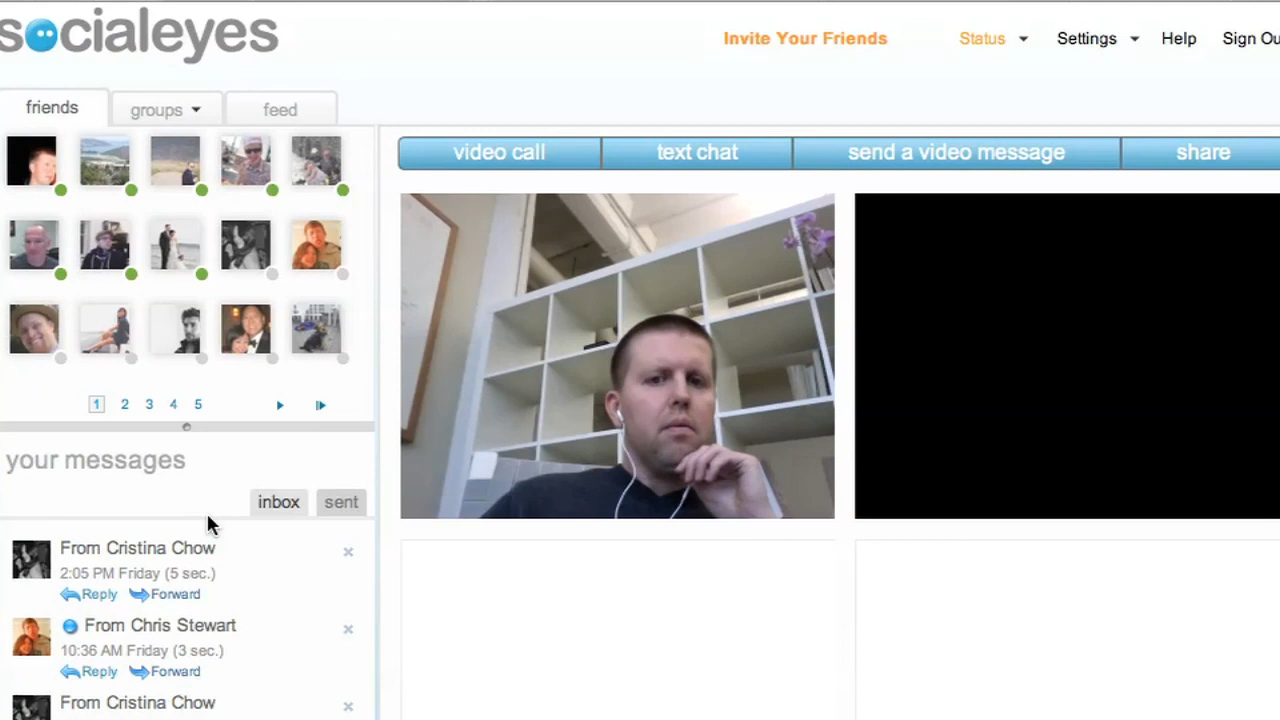 socialeyes
Invite Your Friends Status Settings Help Sign Ou
friends groups feed
video call text chat send a video message share
1 2 3 4 5
your messages
inbox sent
From Cristina Chow
2:05 PM Friday (5 sec.)
Reply Forward
From Chris Stewart
10:36 AM Friday (3 sec.)
Reply Forward
From Cristina Chow